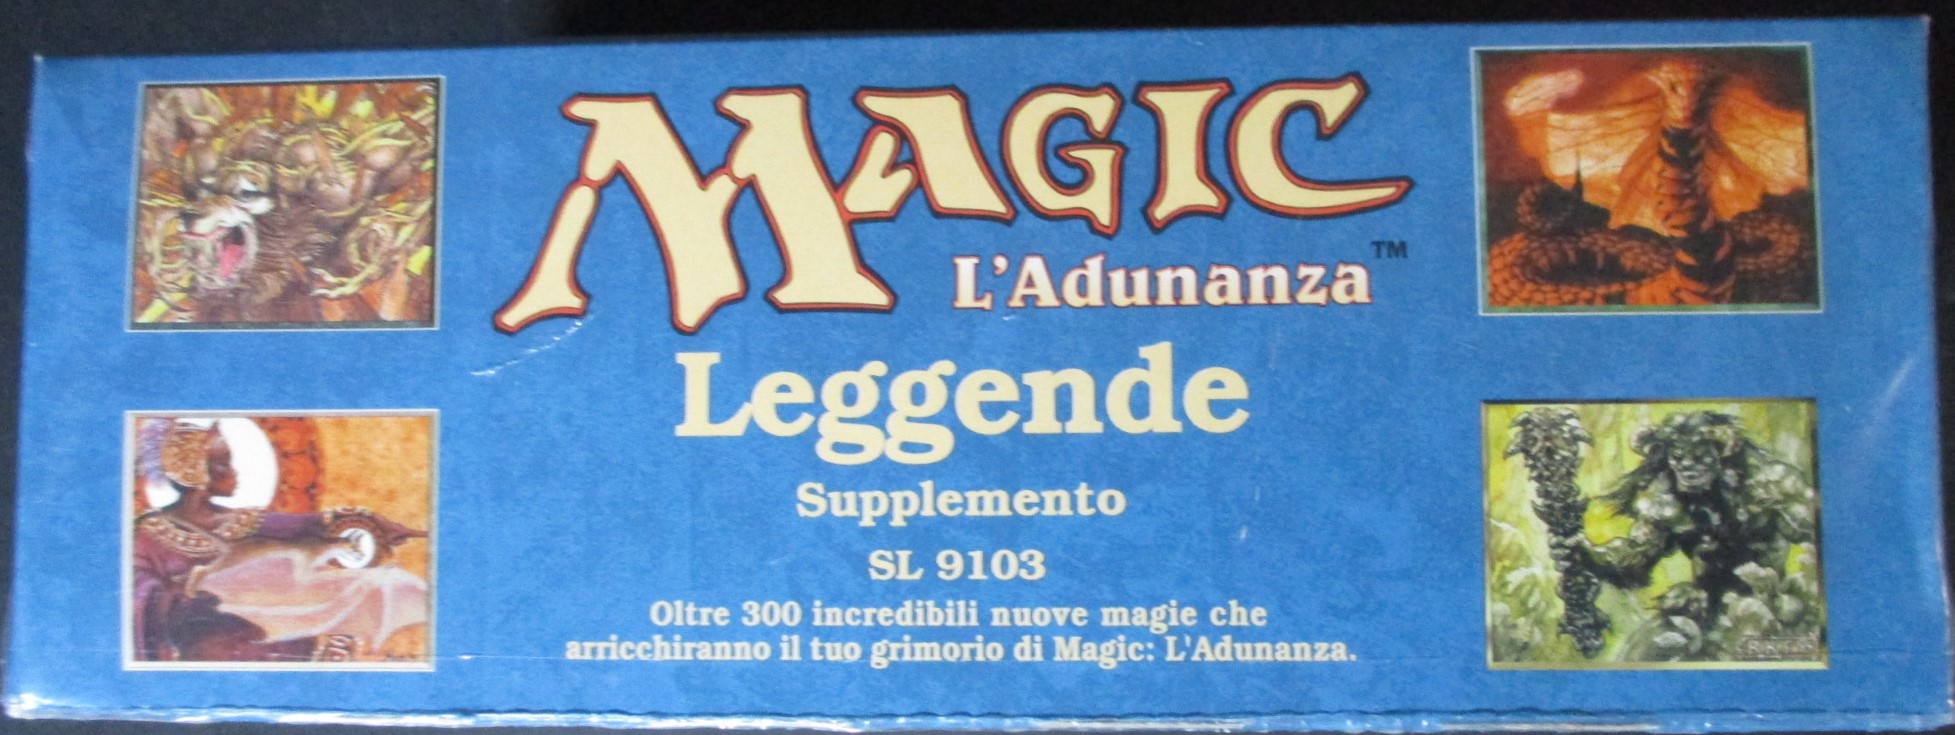 MAGIC
L'Adunanza™
Leggende
Supplemento
SL 9103
Oltre 300 incredibili nuove magie che
arricchiranno il tuo grimorio di Magic: L'Adunanza.